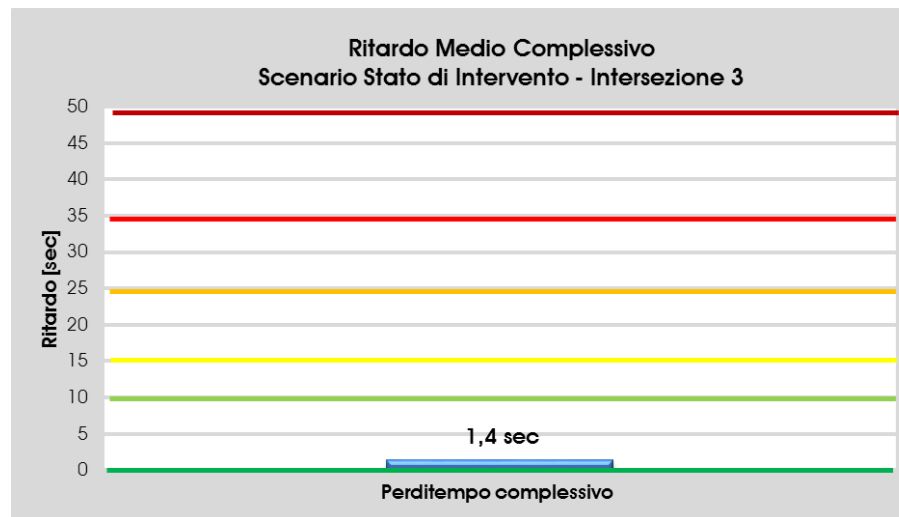 Ritardo Medio Complessivo
Scenario Stato di Intervento - Intersezione 3
50
45
40
35
30
25
20
15
10
5
0
Ritardo [sec]
1,4 sec
Perditempo complessivo